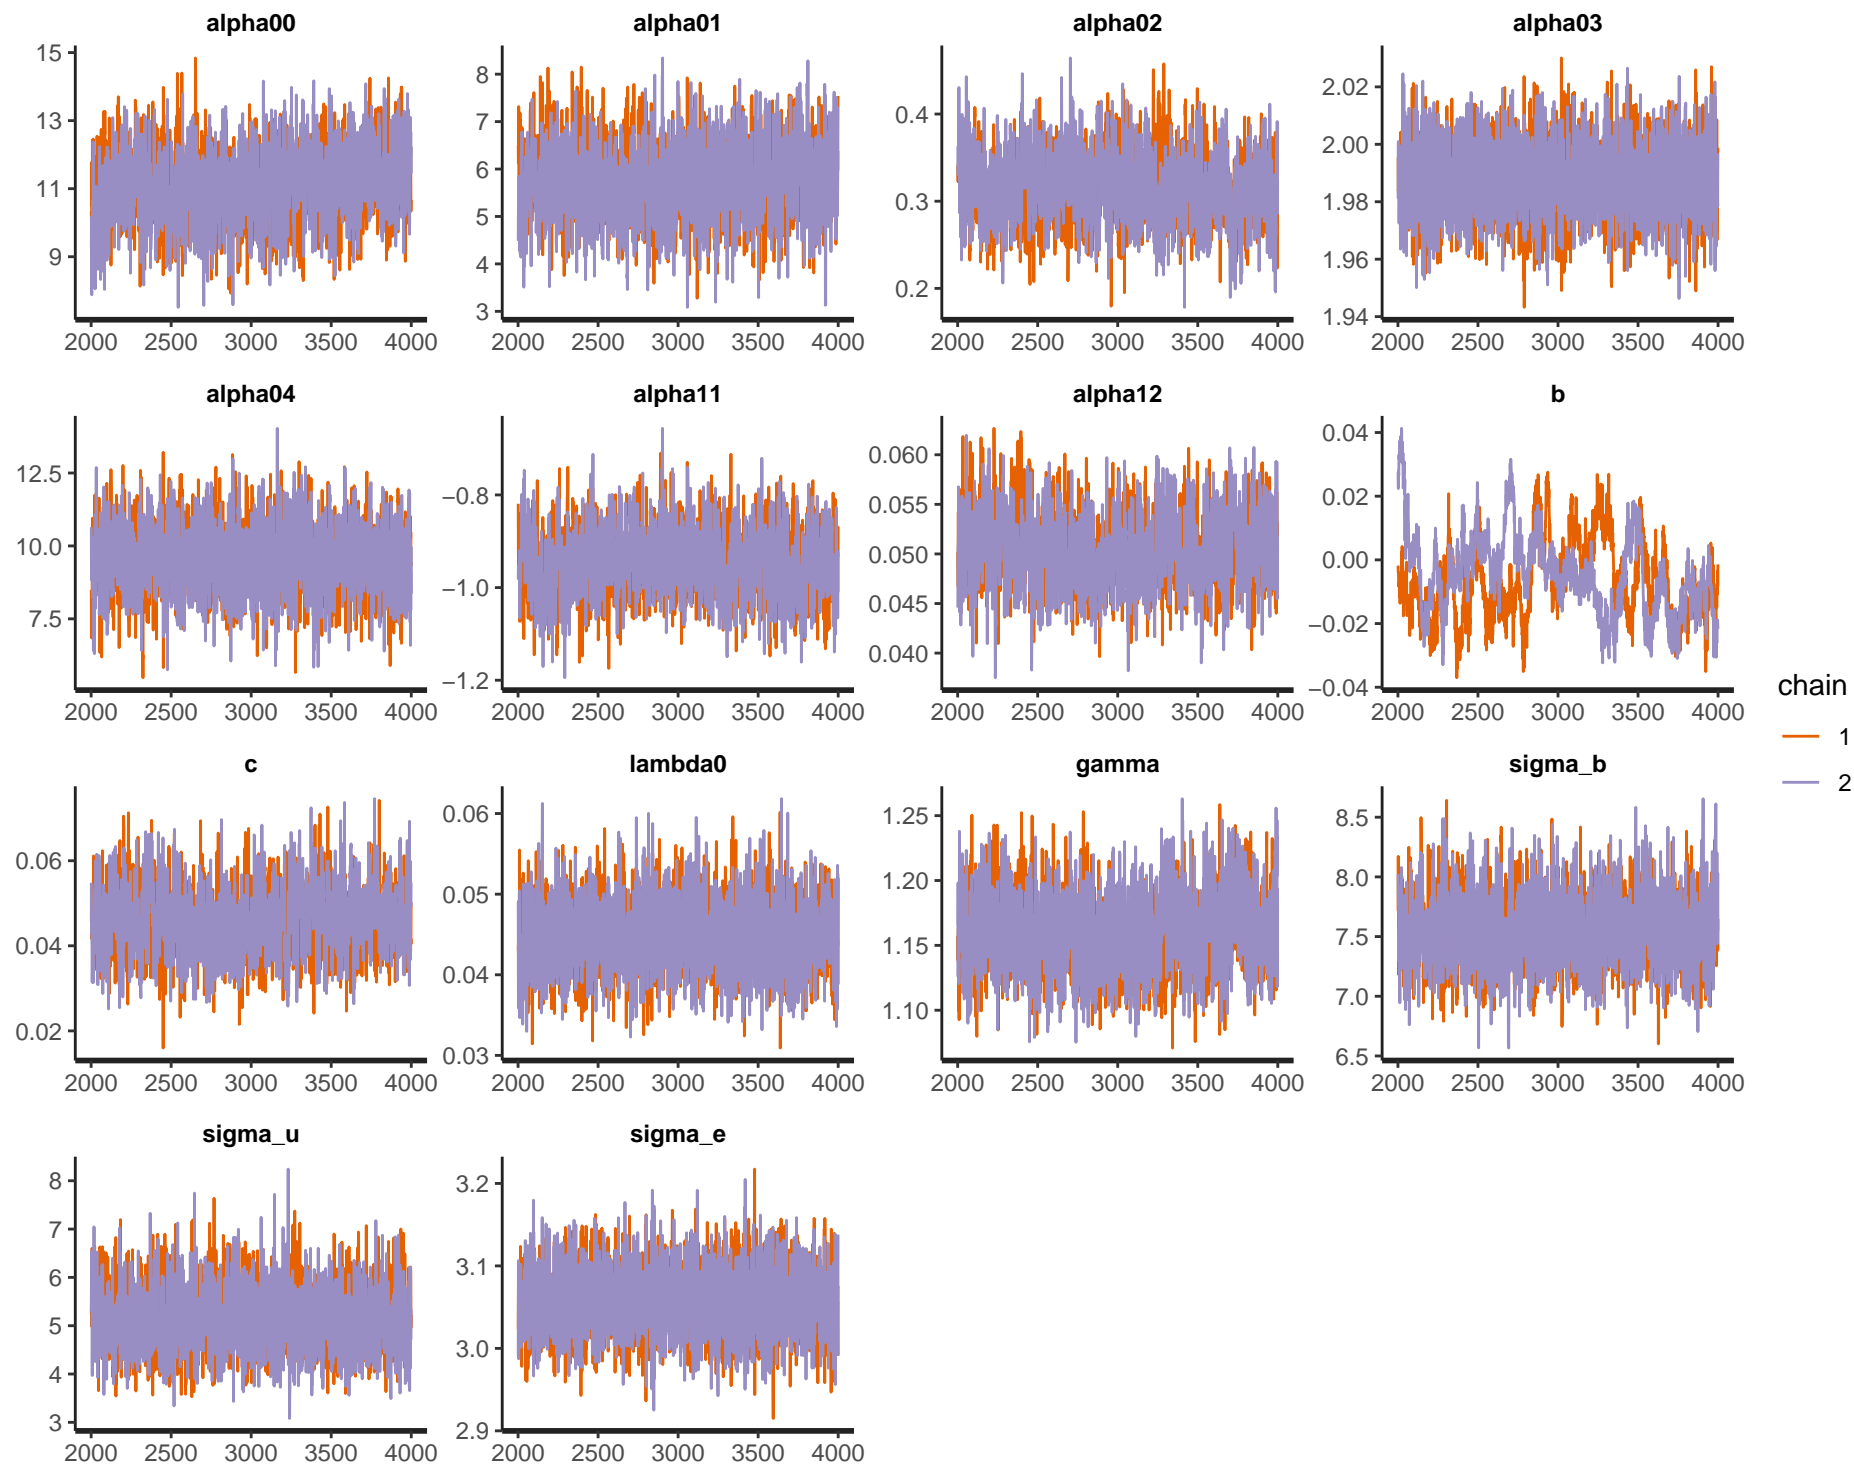 alpha00 alpha01 alpha02 alpha03
15 13 11 9
8 7 6 5 4 3
0.4 0.3 0.2
2.02 2.00 1.98 1.96 1.94
2000 2500 3000 3500 4000 2000 2500 3000 3500 4000 2000 2500 3000 3500 4000 2000 2500 3000 3500 4000
alpha04 alpha11 alpha12 b
12.5 10.0 7.5
−0.8 −1.0 −1.2
0.060 0.055 0.050 0.045 0.040
0.04 0.02 0.00 −0.02 −0.04
2000 2500 3000 3500 4000 2000 2500 3000 3500 4000 2000 2500 3000 3500 4000 2000 2500 3000 3500 4000
chain
1
2
c lambda0 gamma sigma_b
0.06 0.04 0.02
0.06 0.05 0.04 0.03
1.25 1.20 1.15 1.10
8.5 8.0 7.5 7.0 6.5
2000 2500 3000 3500 4000 2000 2500 3000 3500 4000 2000 2500 3000 3500 4000 2000 2500 3000 3500 4000
sigma_u sigma_e
8 7 6 5 4 3
3.2 3.1 3.0 2.9
2000 2500 3000 3500 4000 2000 2500 3000 3500 4000